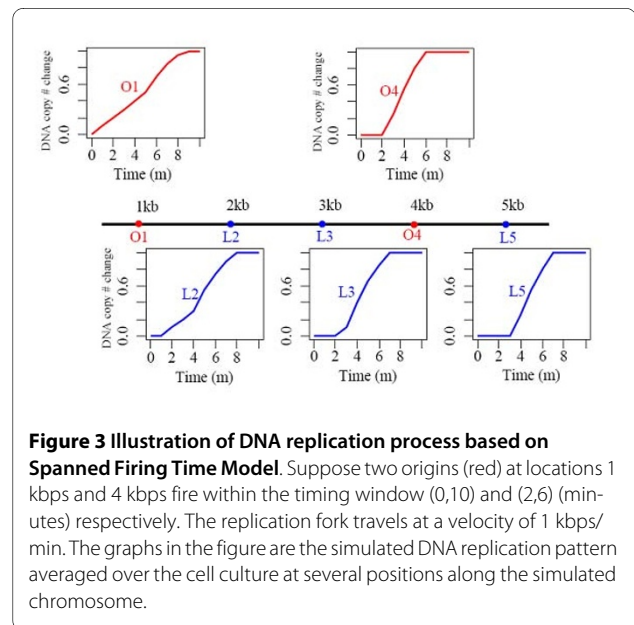 DNA copy # change
0.0 0.6
O1
0 2 4 6 8
Time (m)
DNA copy # change
0.0 0.6
O4
0 2 4 6 8
Time (m)
1kb 2kb 3kb 4kb 5kb
O1 L2 L3 O4 L5
DNA copy # change
0.0 0.6
L2
0 2 4 6 8
Time (m)
0.0 0.6
L3
0 2 4 6 8
Time (m)
0.0 0.6
L5
0 2 4 6 8
Time (m)
Figure 3 Illustration of DNA replication process based on
Spanned Firing Time Model. Suppose two origins (red) at locations 1
kbps and 4 kbps fire within the timing window (0,10) and (2,6) (min-
utes) respectively. The replication fork travels at a velocity of 1 kbps/
min. The graphs in the figure are the simulated DNA replication pattern
averaged over the cell culture at several positions along the simulated
chromosome.